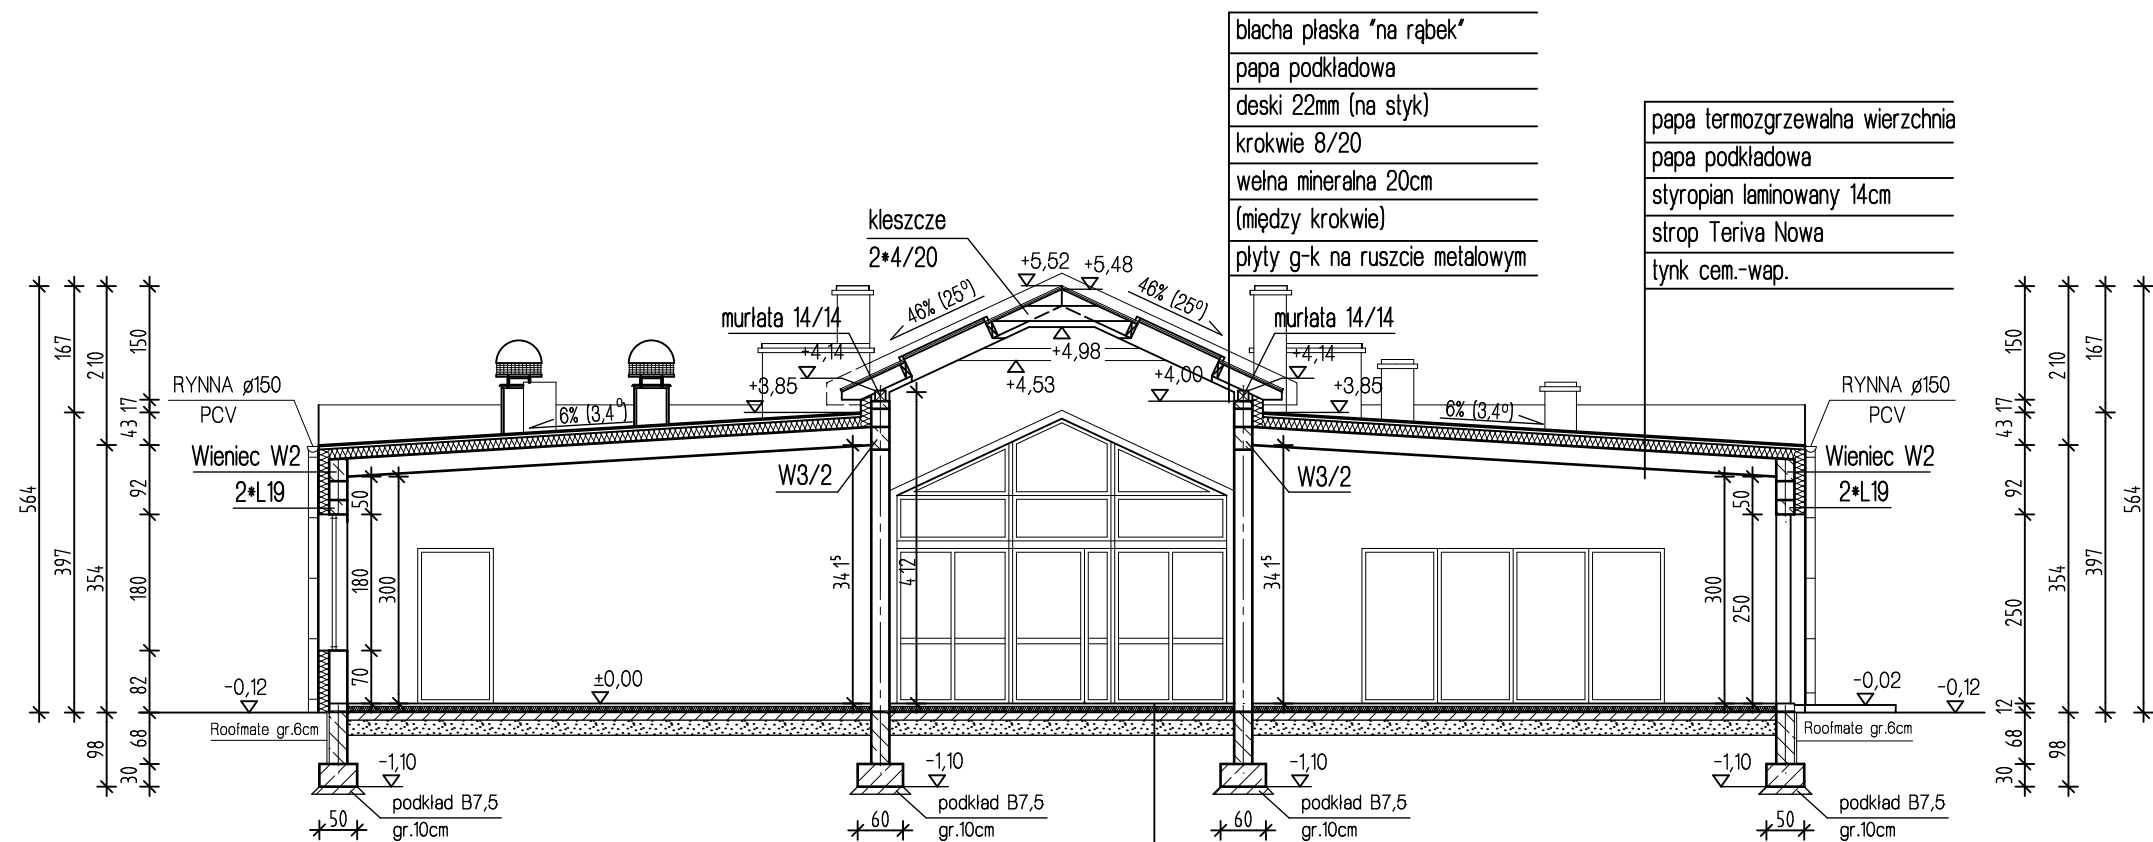 blacha płaska "na rąbek"
papa podkładowa
deski 22mm (na styk)
krokwie 8/20
wełna mineralna 20cm
(między krokwie)
płyty g-k na ruszcie metalowym
papa termozgrzewalna wierzchnia
papa podkładowa
styropian laminowany 14cm
strop Teriva Nowa
tynk cem.-wap.
kleszcze
2*4/20
+5,52
+5,48
46% (25⁰)
46% (25⁰)
murłata 14/14
murłata 14/14
+4,14
+4,98
+4,14
+4,53
+4,00
+3,85
+3,85
6% (3,4⁰)
6% (3,4⁰)
RYNNA ø150
PCV
RYNNA ø150
PCV
Wieniec W2
2*L19
Wieniec W2
2*L19
W3/2
W3/2
564
167
397
210
354
98
150
17
43
92
180
82
68
30
50
180
70
300
341⁵
412
341⁵
300
50
250
150
17
43
92
250
12
68
30
210
354
98
167
397
564
-0,12
±0,00
-0,02
-0,12
Roofmate gr.6cm
Roofmate gr.6cm
-1,10
-1,10
-1,10
-1,10
podkład B7,5
gr.10cm
podkład B7,5
gr.10cm
podkład B7,5
gr.10cm
podkład B7,5
gr.10cm
50
60
60
50